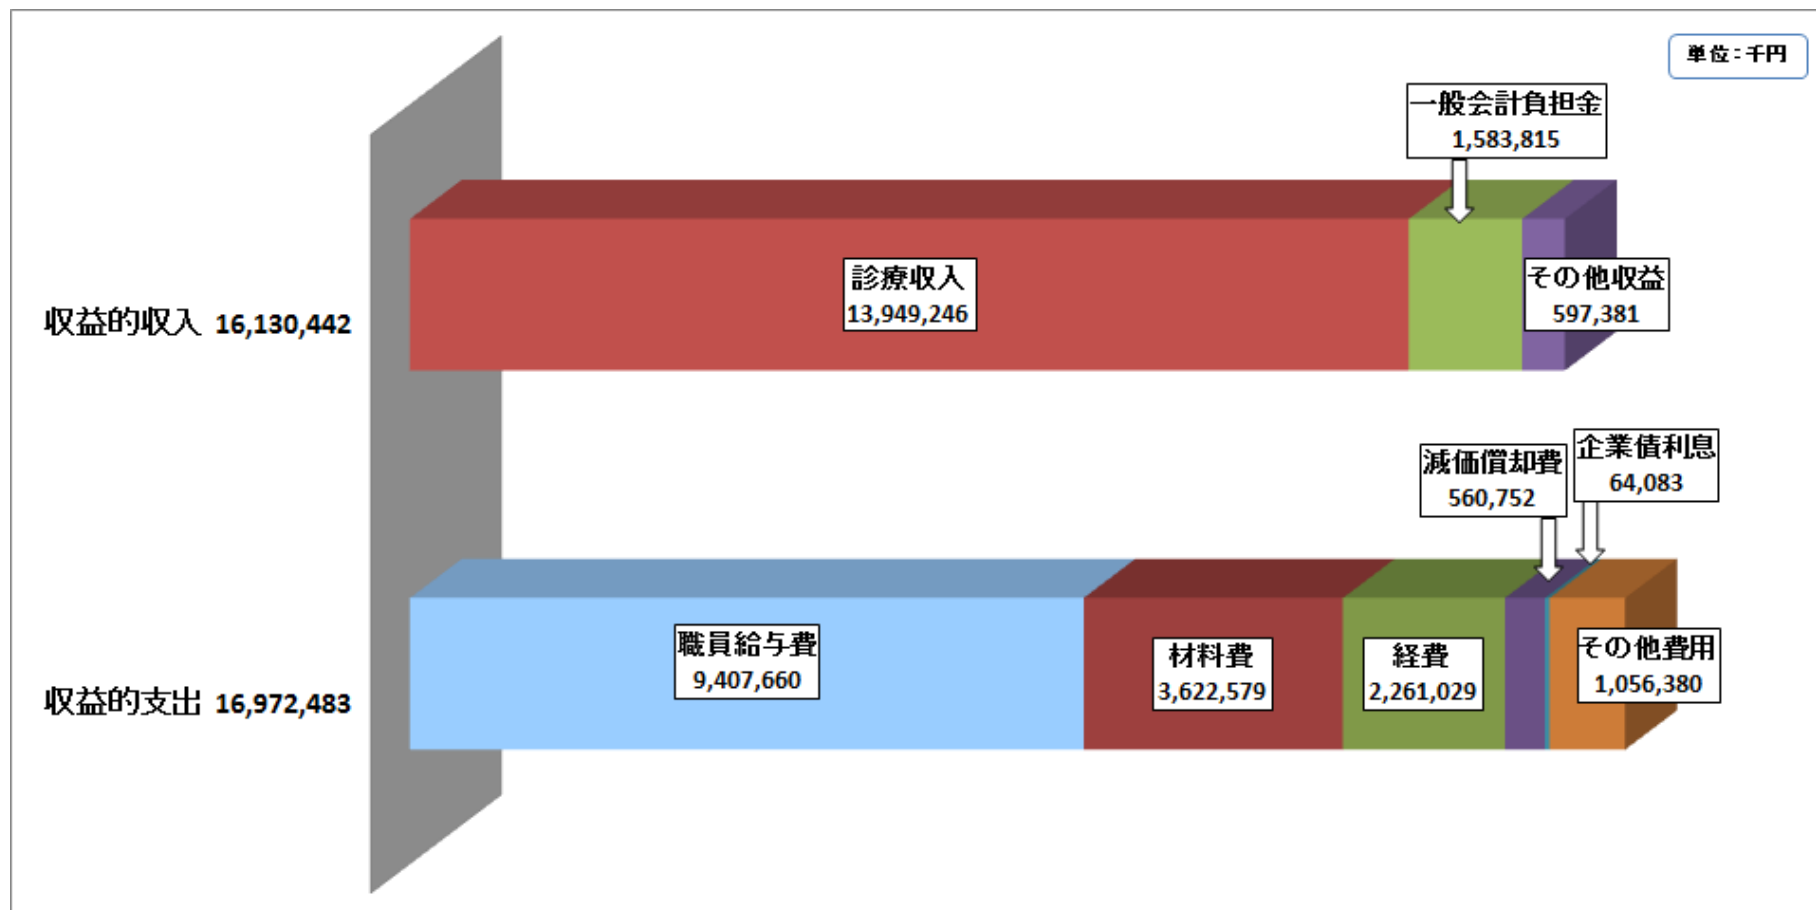 単位:千円
一般会計負担金
1,583,815
診療収入
13,949,246
その他収益
597,381
収益的収入 16,130,442
減価償却費
560,752
企業債利息
64,083
職員給与費
9,407,660
材料費
3,622,579
経費
2,261,029
その他費用
1,056,380
収益的支出 16,972,483